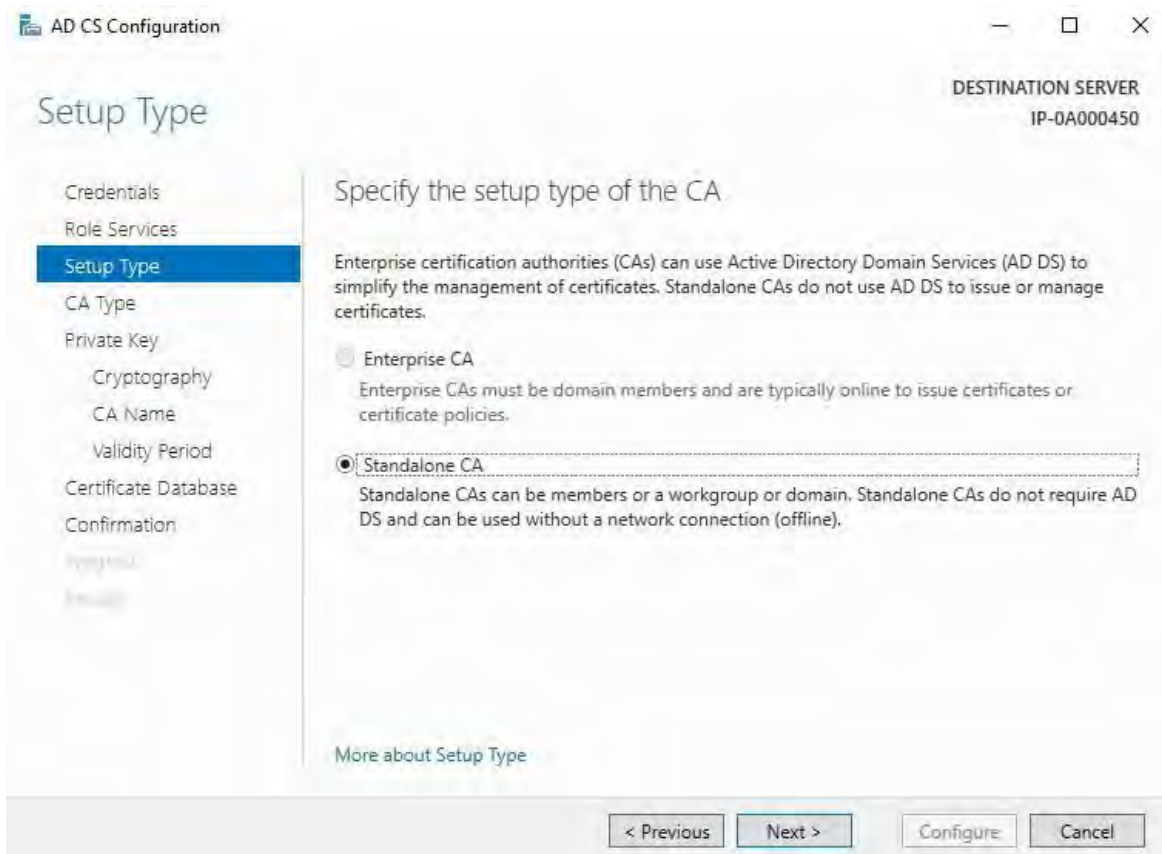 AD CS Configuration
DESTINATION SERVER
IP-0A000450
Setup Type
Credentials
Role Services
Setup Type
CA Type
Private Key
Cryptography
CA Name
Validity Period
Certificate Database
Confirmation
Progress
Results
Specify the setup type of the CA
Enterprise certification authorities (CAs) can use Active Directory Domain Services (AD DS) to
simplify the management of certificates. Standalone CAs do not use AD DS to issue or manage
certificates.
Enterprise CA
Enterprise CAs must be domain members and are typically online to issue certificates or
certificate policies.
Standalone CA
Standalone CAs can be members or a workgroup or domain. Standalone CAs do not require AD
DS and can be used without a network connection (offline).
More about Setup Type
< Previous
Next >
Configure
Cancel